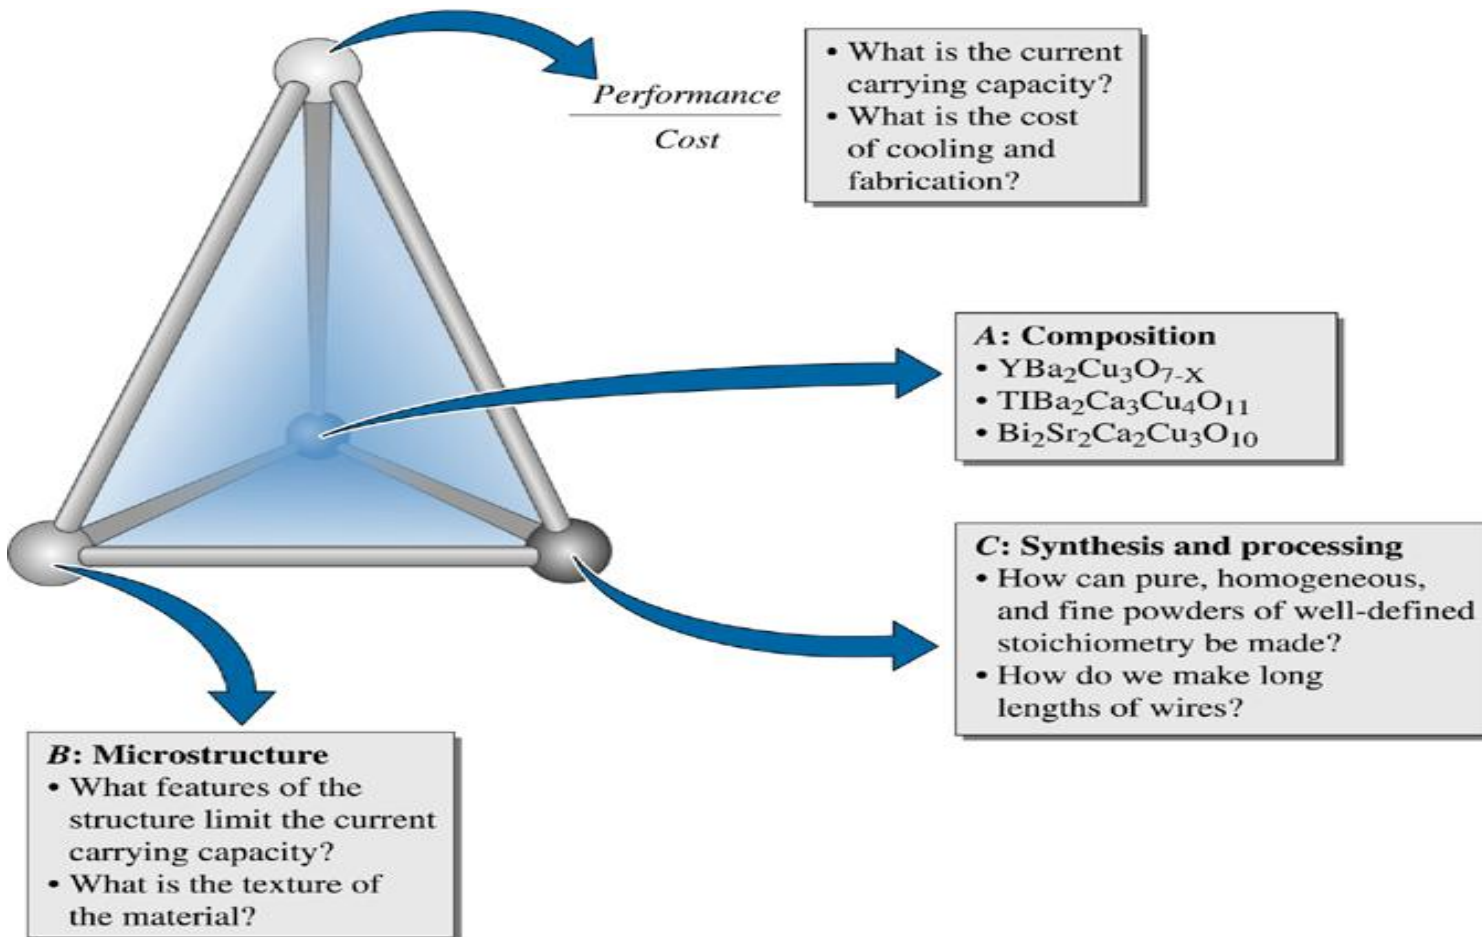 Performance
Cost
• What is the current
carrying capacity?
• What is the cost
of cooling and
fabrication?
A: Composition
• YBa₂Cu₃O₇₋ₓ
• TIBa₂Ca₃Cu₄O₁₁
• Bi₂Sr₂Ca₂Cu₃O₁₀
C: Synthesis and processing
• How can pure, homogeneous,
and fine powders of well-defined
stoichiometry be made?
• How do we make long
lengths of wires?
B: Microstructure
• What features of the
structure limit the current
carrying capacity?
• What is the texture of
the material?